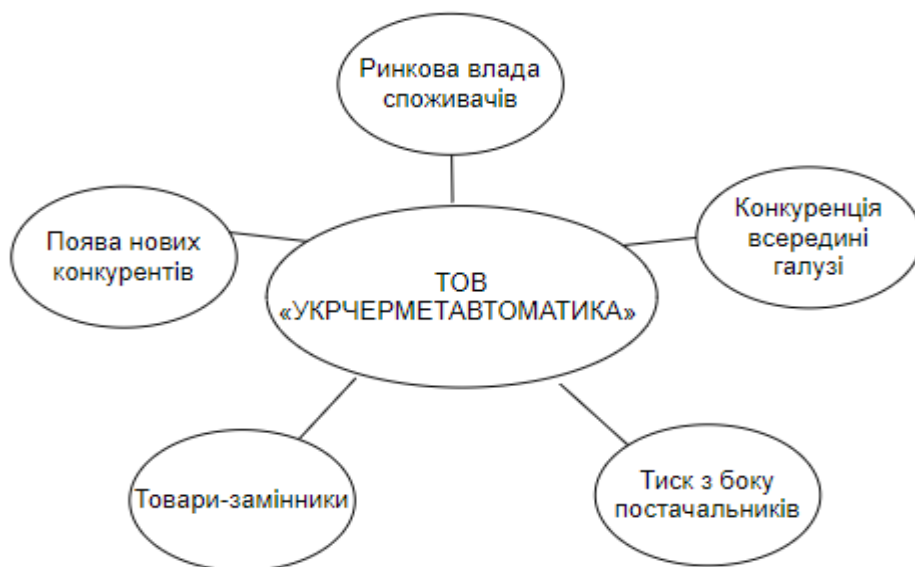 Ринкова влада
споживачів
Поява нових
конкурентів
Конкуренція
всередині
галузі
ТОВ
«УКРЧЕРМЕТАВТОМАТИКА»
Товари-замінники
Тиск з боку
постачальників